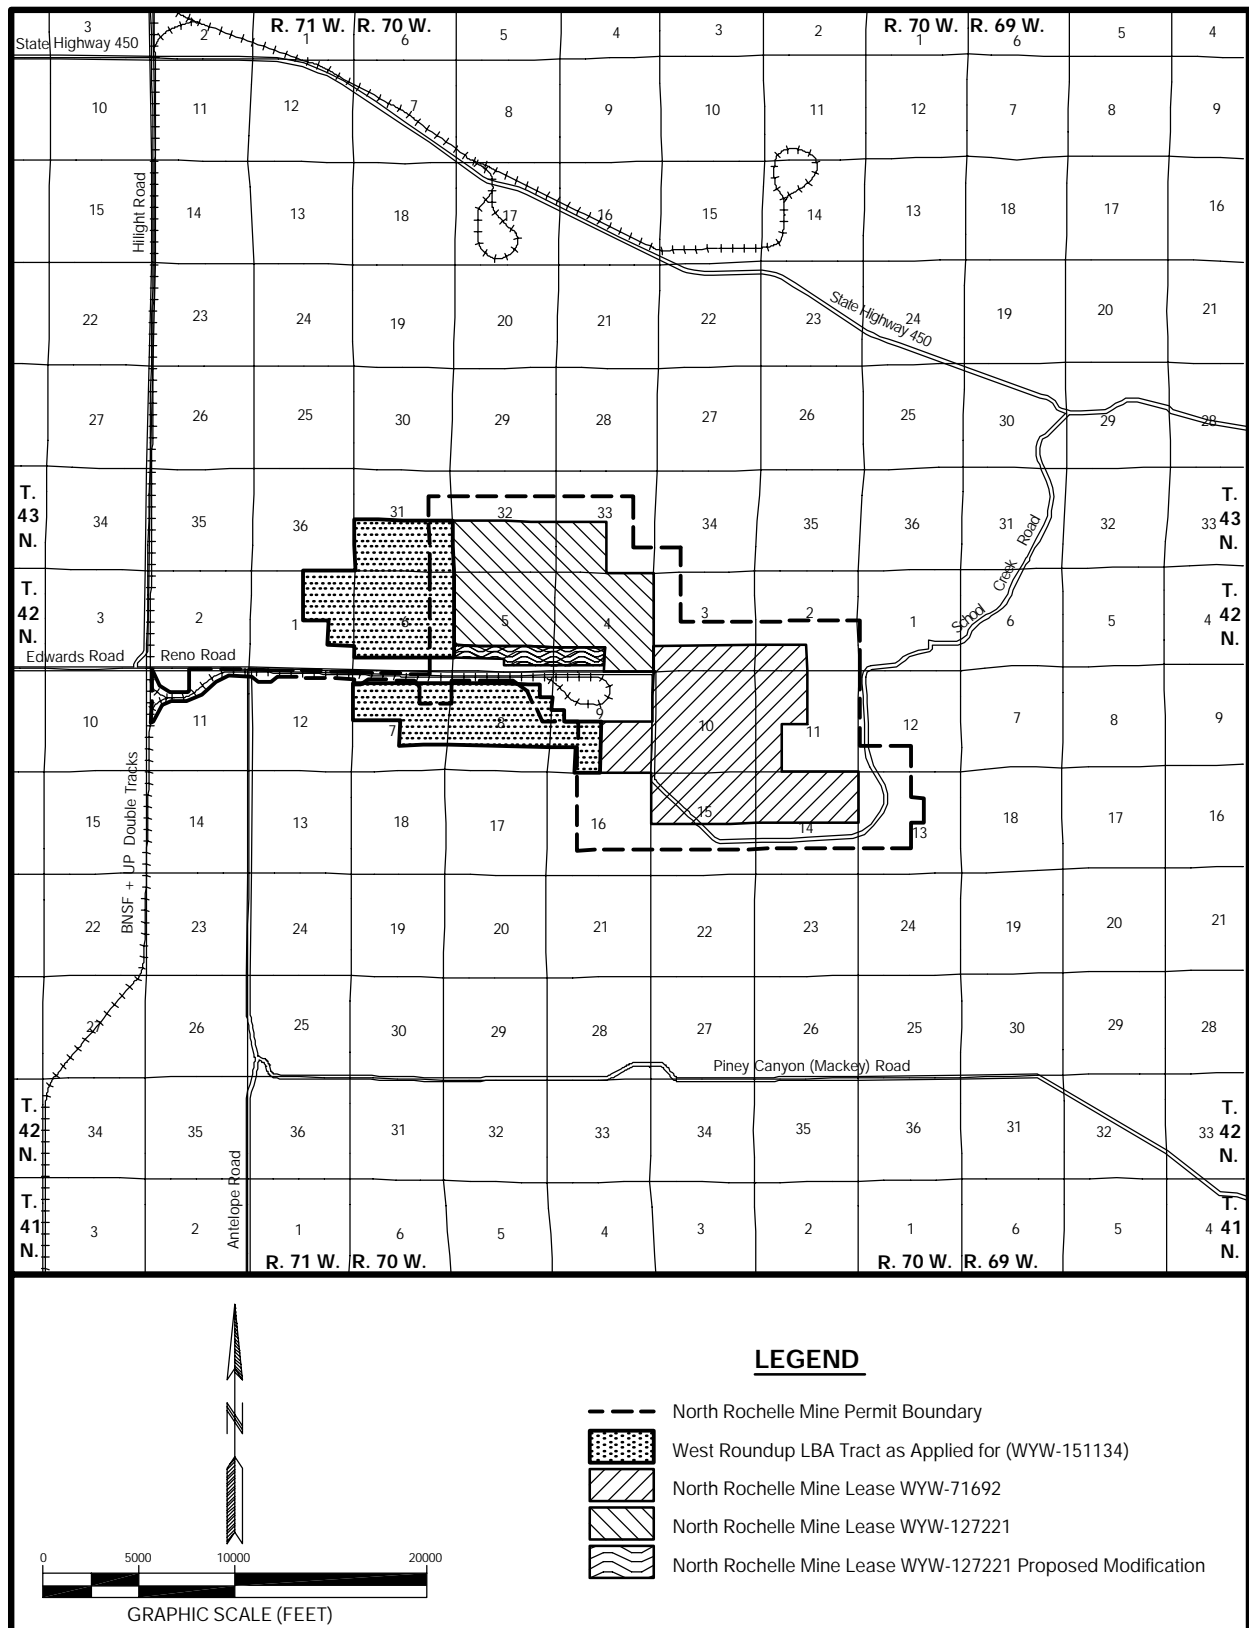 R. 71 W. R. 70 W. R. 70 W. R. 69 W.
3 2 1 6 5 4 3 2 1 6 5 4
State Highway 450
10 11 12 7 8 9 10 11 12 7 8 9
Hilight Road
15 14 13 18 17 16 15 14 13 18 17 16
State Highway 450
22 23 24 19 20 21 22 23 24 19 20 21
27 26 25 30 29 28 27 26 25 30 29 28
T. 43 N.
34 35 36 31 32 33 34 35 36 31 32 33
T. 43 N.
School Creek Road
T. 42 N.
3 2 1 6 5 4 3 2 1 6 5 4
T. 42 N.
Edwards Road Reno Road
10 11 12 7 8 9 10 11 12 7 8 9
BNSF + UP Double Tracks
15 14 13 18 17 16 15 14 13 18 17 16
22 23 24 19 20 21 22 23 24 19 20 21
27 26 25 30 29 28 27 26 25 30 29 28
Piney Canyon (Mackey) Road
T. 42 N.
34 35 36 31 32 33 34 35 36 31 32 33
T. 42 N.
Antelope Road
T. 41 N.
3 2 1 6 5 4 3 2 1 6 5 4
T. 41 N.
R. 71 W. R. 70 W. R. 70 W. R. 69 W.
N
LEGEND
North Rochelle Mine Permit Boundary
West Roundup LBA Tract as Applied for (WYW-151134)
North Rochelle Mine Lease WYW-71692
North Rochelle Mine Lease WYW-127221
North Rochelle Mine Lease WYW-127221 Proposed Modification
0 5000 10000 20000
GRAPHIC SCALE (FEET)